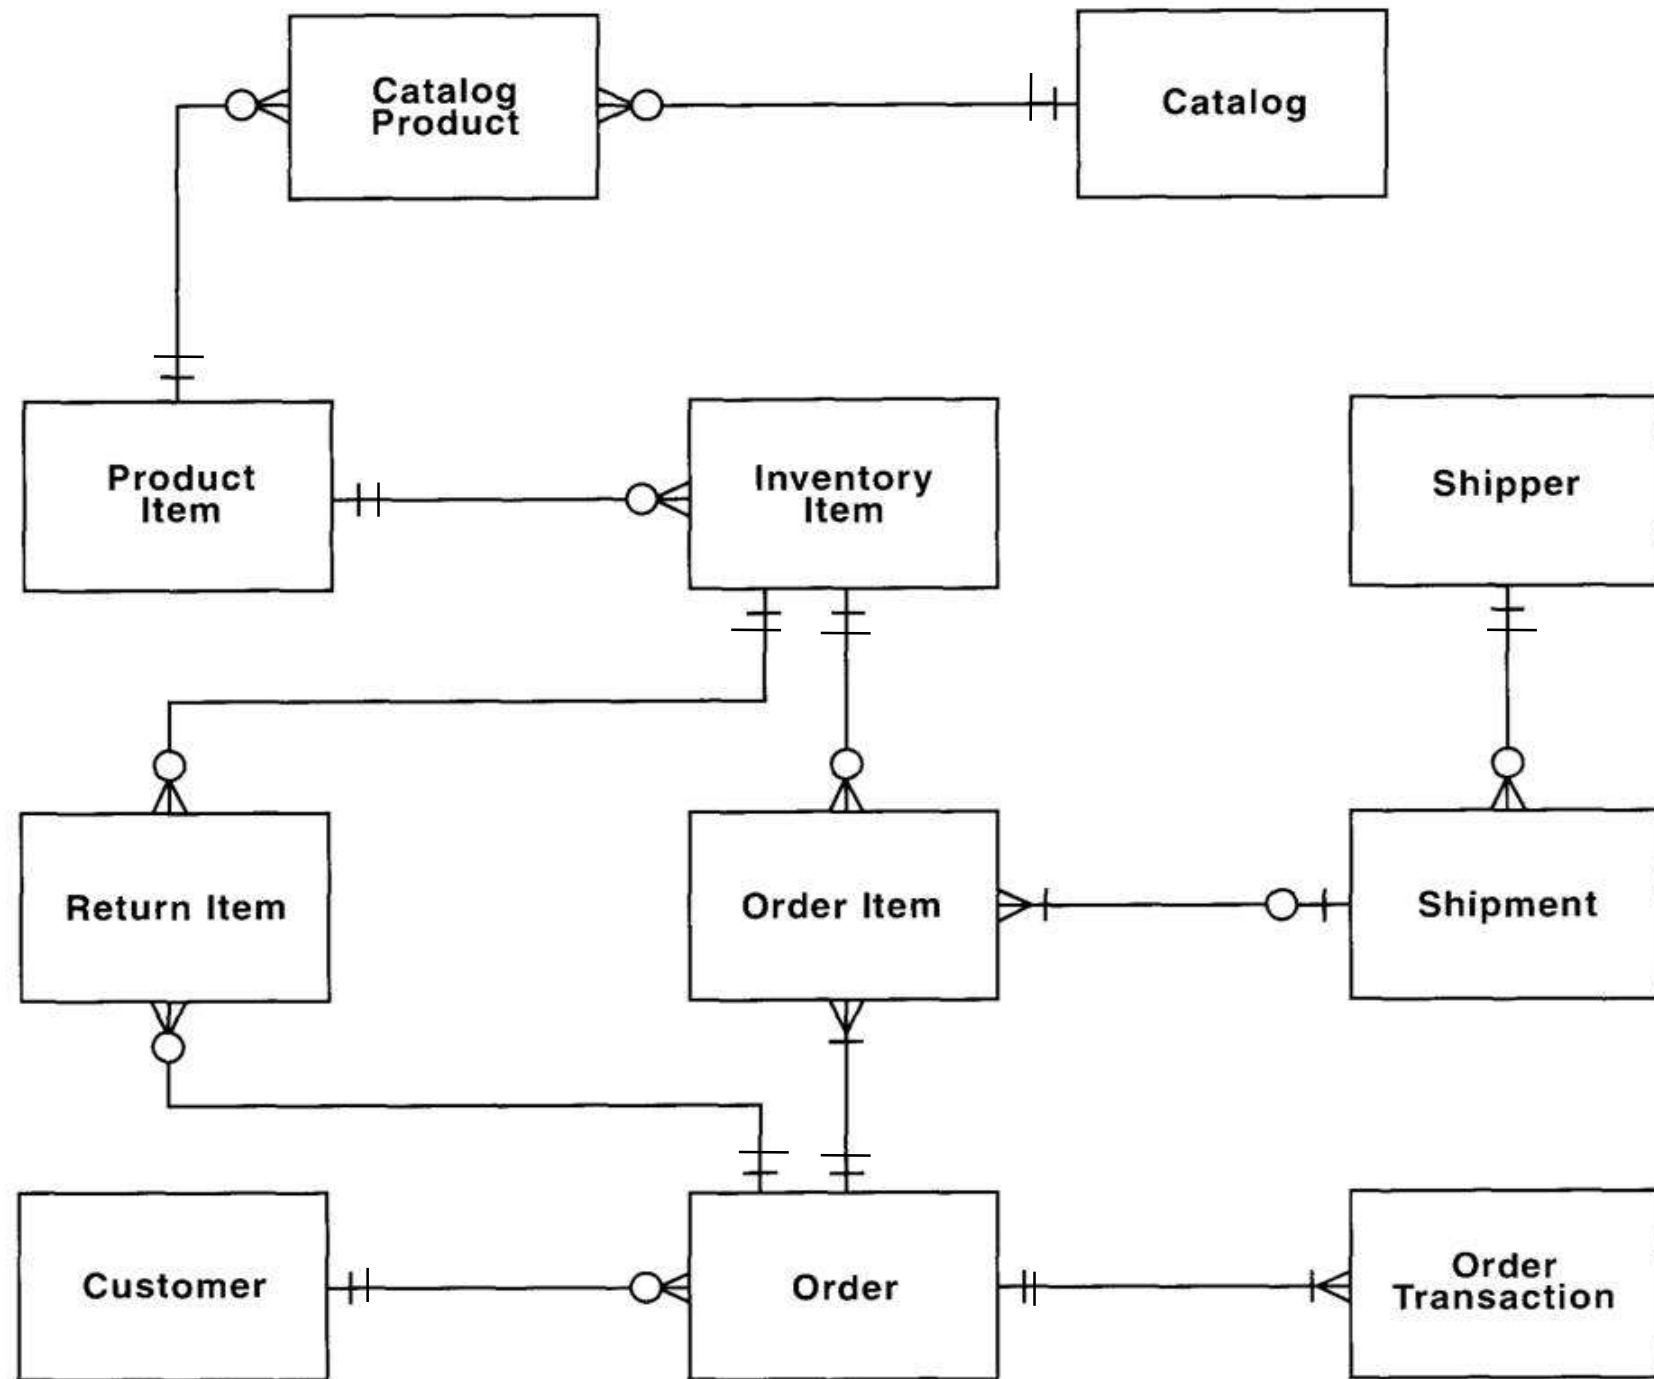 Catalog
Product
Catalog
Product
Item
Inventory
Item
Shipper
Return Item
Order Item
Shipment
Customer
Order
Order
Transaction